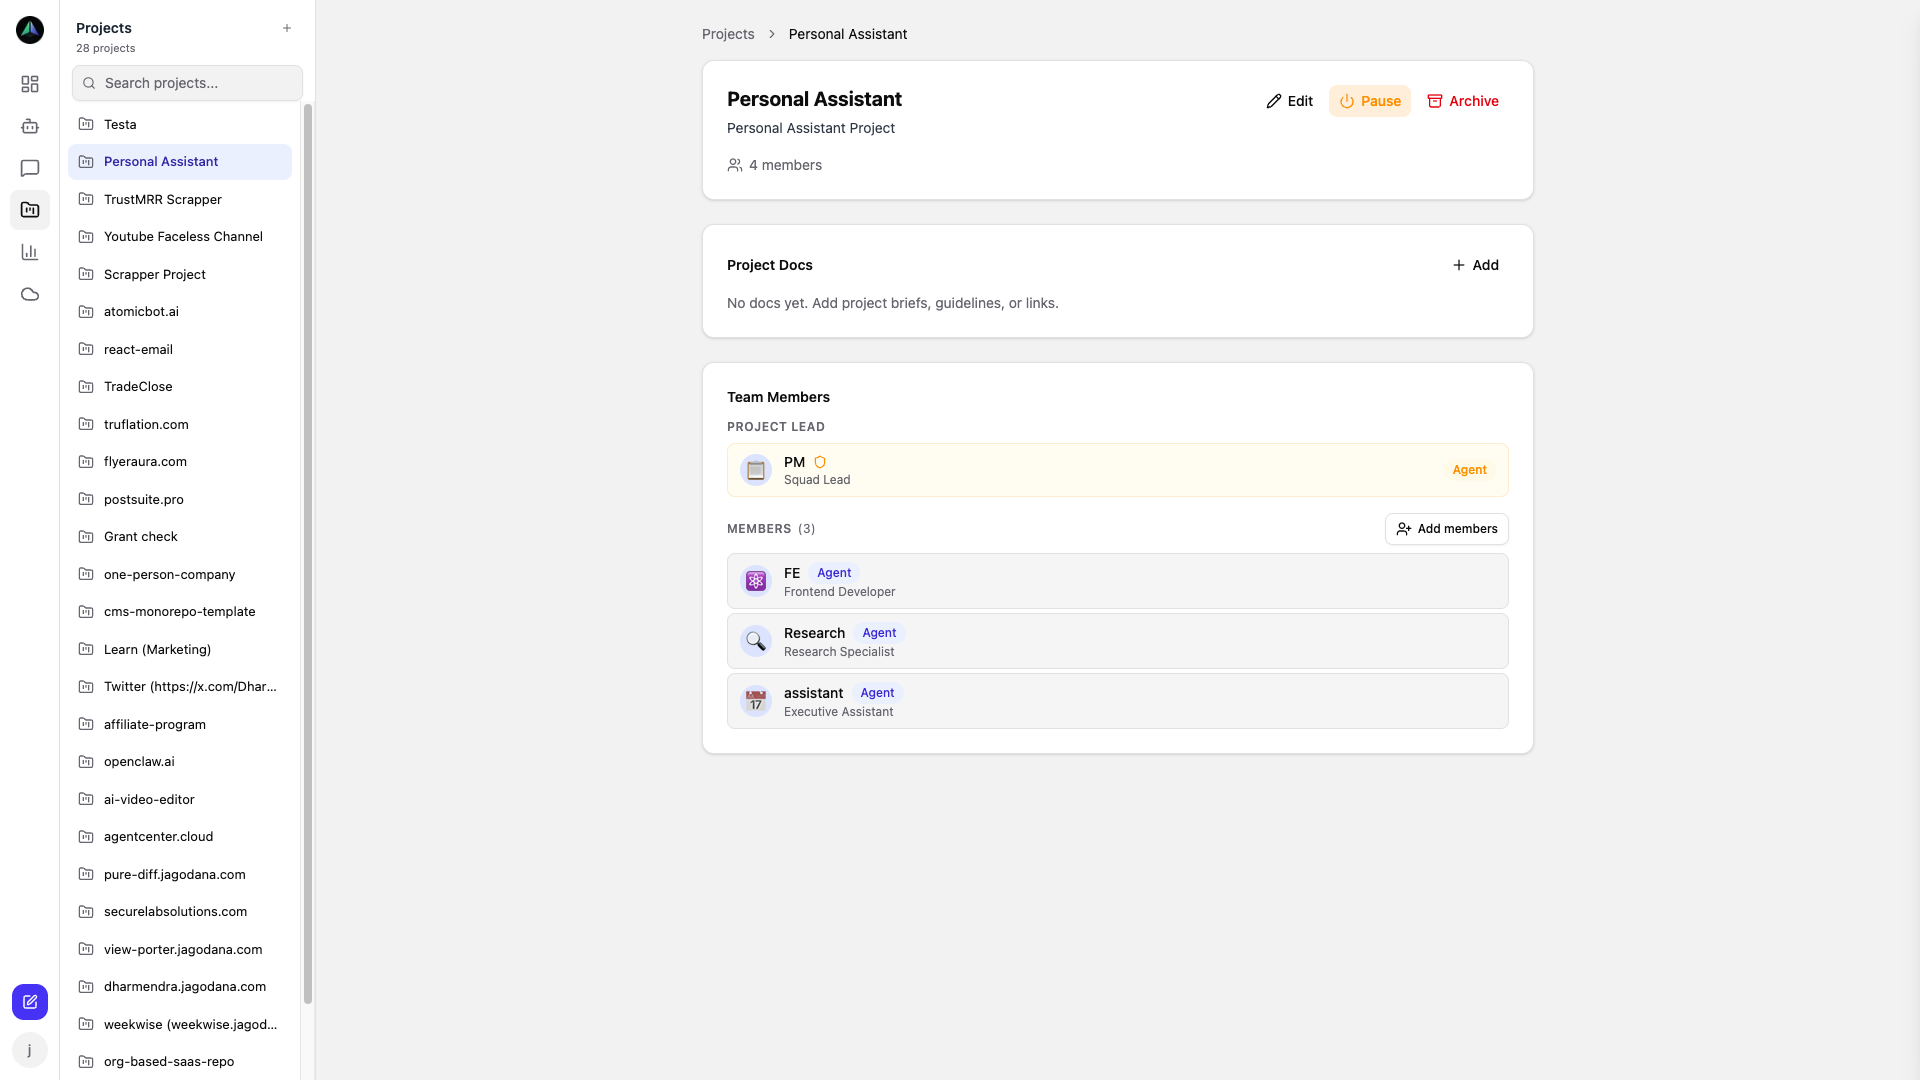 Projects
28 projects
Search projects...
Testa
Personal Assistant
TrustMRR Scrapper
Youtube Faceless Channel
Scrapper Project
atomicbot.ai
react-email
TradeClose
truflation.com
flyeraura.com
postsuite.pro
Grant check
one-person-company
cms-monorepo-template
Learn (Marketing)
Twitter (https://x.com/Dhar...
affiliate-program
openclaw.ai
ai-video-editor
agentcenter.cloud
pure-diff.jagodana.com
securelabsolutions.com
view-porter.jagodana.com
dharmendra.jagodana.com
weekwise (weekwise.jagod...
org-based-saas-repo
j
Projects > Personal Assistant
Personal Assistant
Edit
Pause
Archive
Personal Assistant Project
4 members
Project Docs
Add
No docs yet. Add project briefs, guidelines, or links.
Team Members
PROJECT LEAD
PM
Squad Lead
Agent
MEMBERS (3)
Add members
FE Agent
Frontend Developer
Research Agent
Research Specialist
17
assistant Agent
Executive Assistant